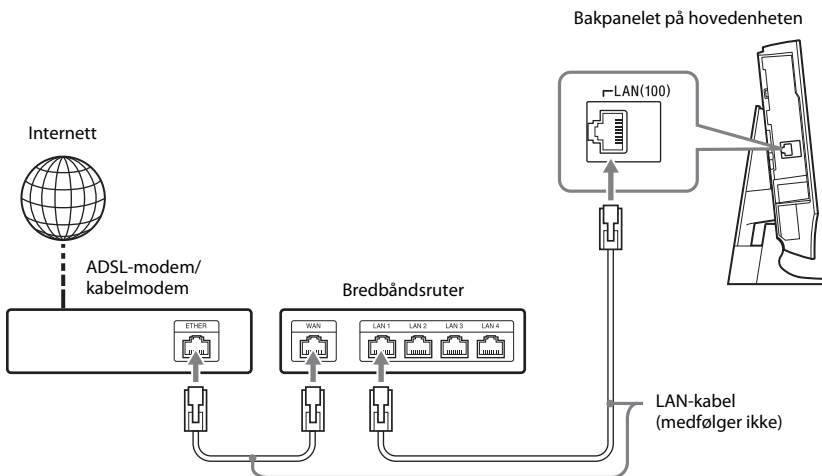 Bakpanelet på hovedenheten
LAN(100)
Internett
ADSL-modem/
kabelmodem
Bredbåndsruter
ETHER
WAN
LAN 1
LAN 2
LAN 3
LAN 4
LAN-kabel
(medfølger ikke)